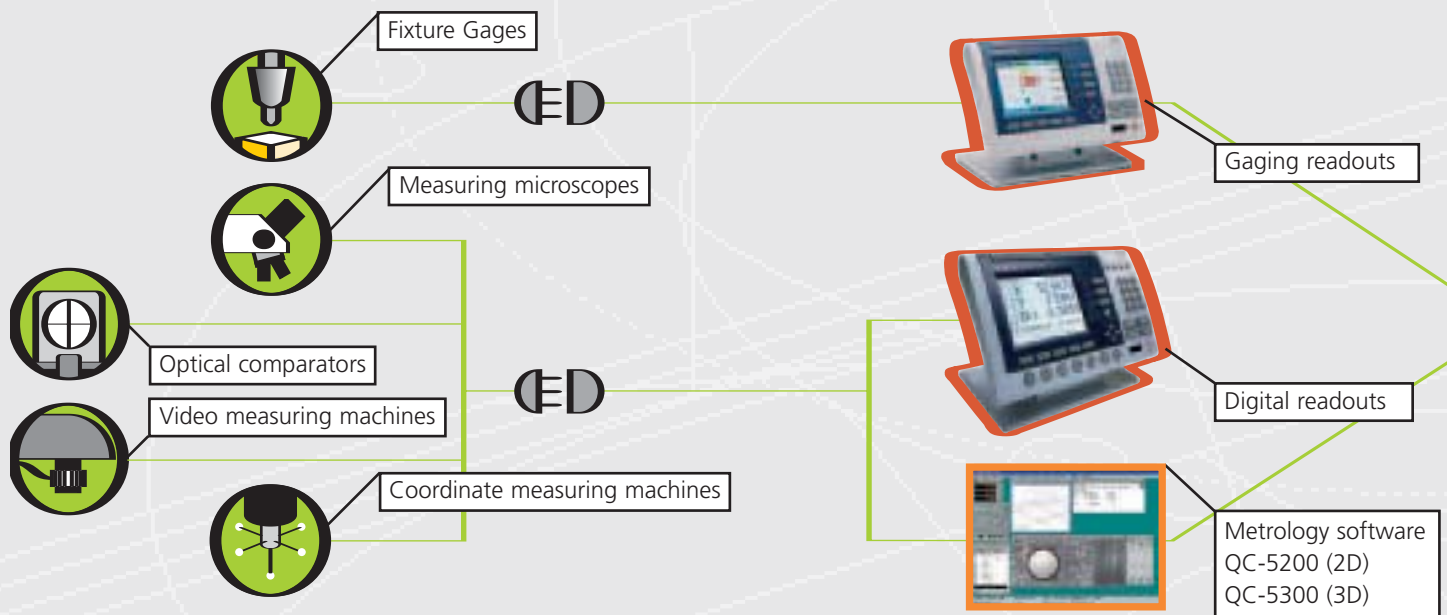 Fixture Gages
Measuring microscopes
Gaging readouts
Optical comparators
Digital readouts
Video measuring machines
Coordinate measuring machines
Metrology software
QC-5200 (2D)
QC-5300 (3D)